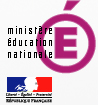 ministère
éducation
nationale
É
Liberté • Égalité • Fraternité
RÉPUBLIQUE FRANÇAISE